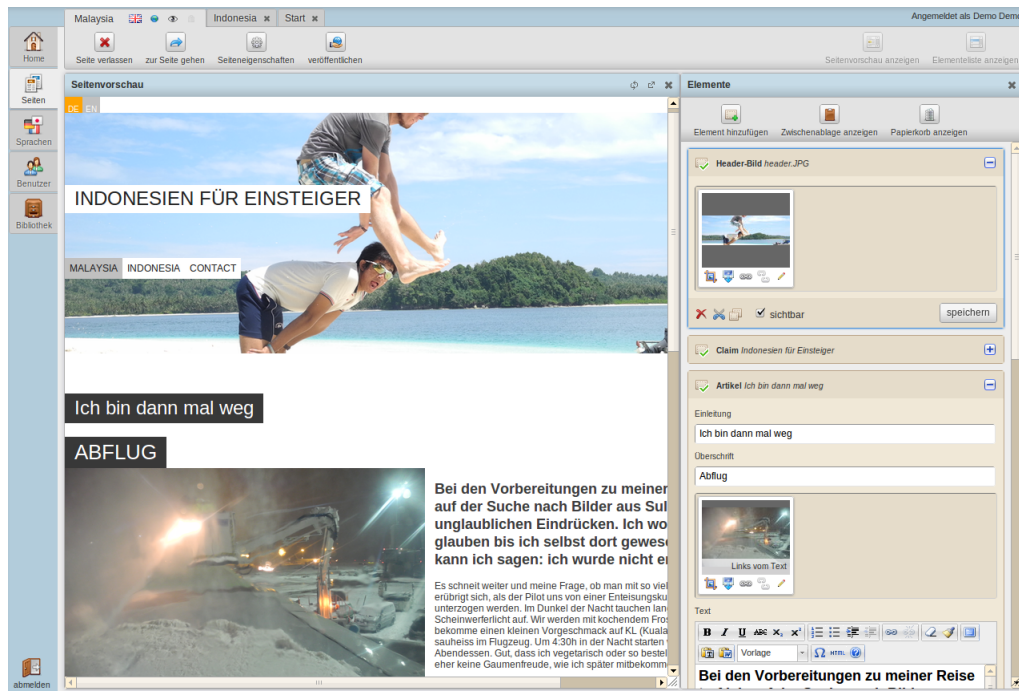 Malaysia
Indonesia
Start
Angemeldet als Demo Demo
Home
Seiten
Sprachen
Benutzer
Bibliothek
abmelden
Seite verlassen
zur Seite gehen
Seiteneigenschaften
veröffentlichen
Seitenvorschau anzeigen
Elementeliste anzeigen
Seitenvorschau
DE EN
INDONESIEN FÜR EINSTEIGER
MALAYSIA INDONESIA CONTACT
Ich bin dann mal weg
ABFLUG
Bei den Vorbereitungen zu meiner
auf der Suche nach Bilder aus Sul
unglaublichen Eindrücken. Ich wo
glauben bis ich selbst dort gewese
kann ich sagen: ich wurde nicht
Es schneit weiter und meine Frage, ob man mit so viel
erübrigt sich, als der Pilot uns von einer Enteisungsku
unterzogen werden. Im Dunkel der Nacht tauchen lan
Scheinwerferlicht auf. Wir werden mit kochendem Fros
bekomme einen kleinen Vorgeschmack auf KL (Kuala
sauheiss im Flugzeug. Um 4:30h in der Nacht starten
Abendessen. Gut, dass ich vegetarisch oder so bestel
eher keine Gaumenfreude, wie ich später mitbekomm
Elemente
Element hinzufügen
Zwischenablage anzeigen
Papierkorb anzeigen
Header-Bild header.JPG
sichtbar
speichern
Claim Indonesien für Einsteiger
Artikel Ich bin dann mal weg
Einleitung
Ich bin dann mal weg
Überschrift
Abflug
Links vom Text
Text
B I U ABC X₂ X²
Vorlage
Ω HTML
Bei den Vorbereitungen zu meiner Reise